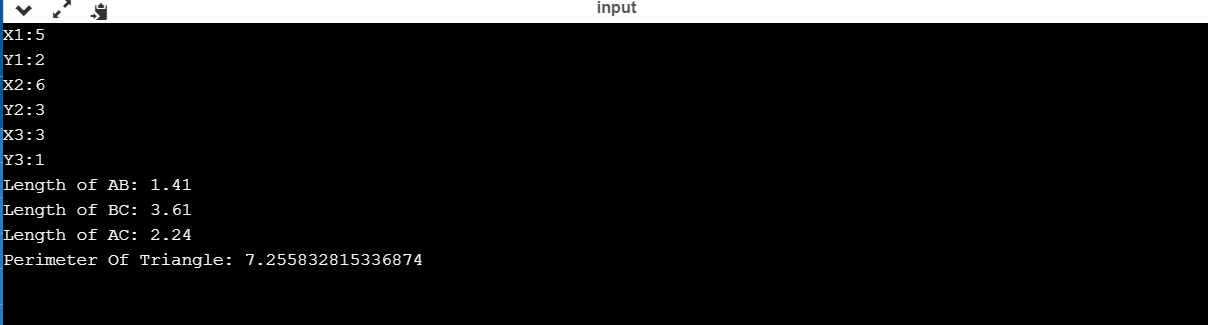 input
X1:5
Y1:2
X2:6
Y2:3
X3:3
Y3:1
Length of AB: 1.41
Length of BC: 3.61
Length of AC: 2.24
Perimeter Of Triangle: 7.255832815336874